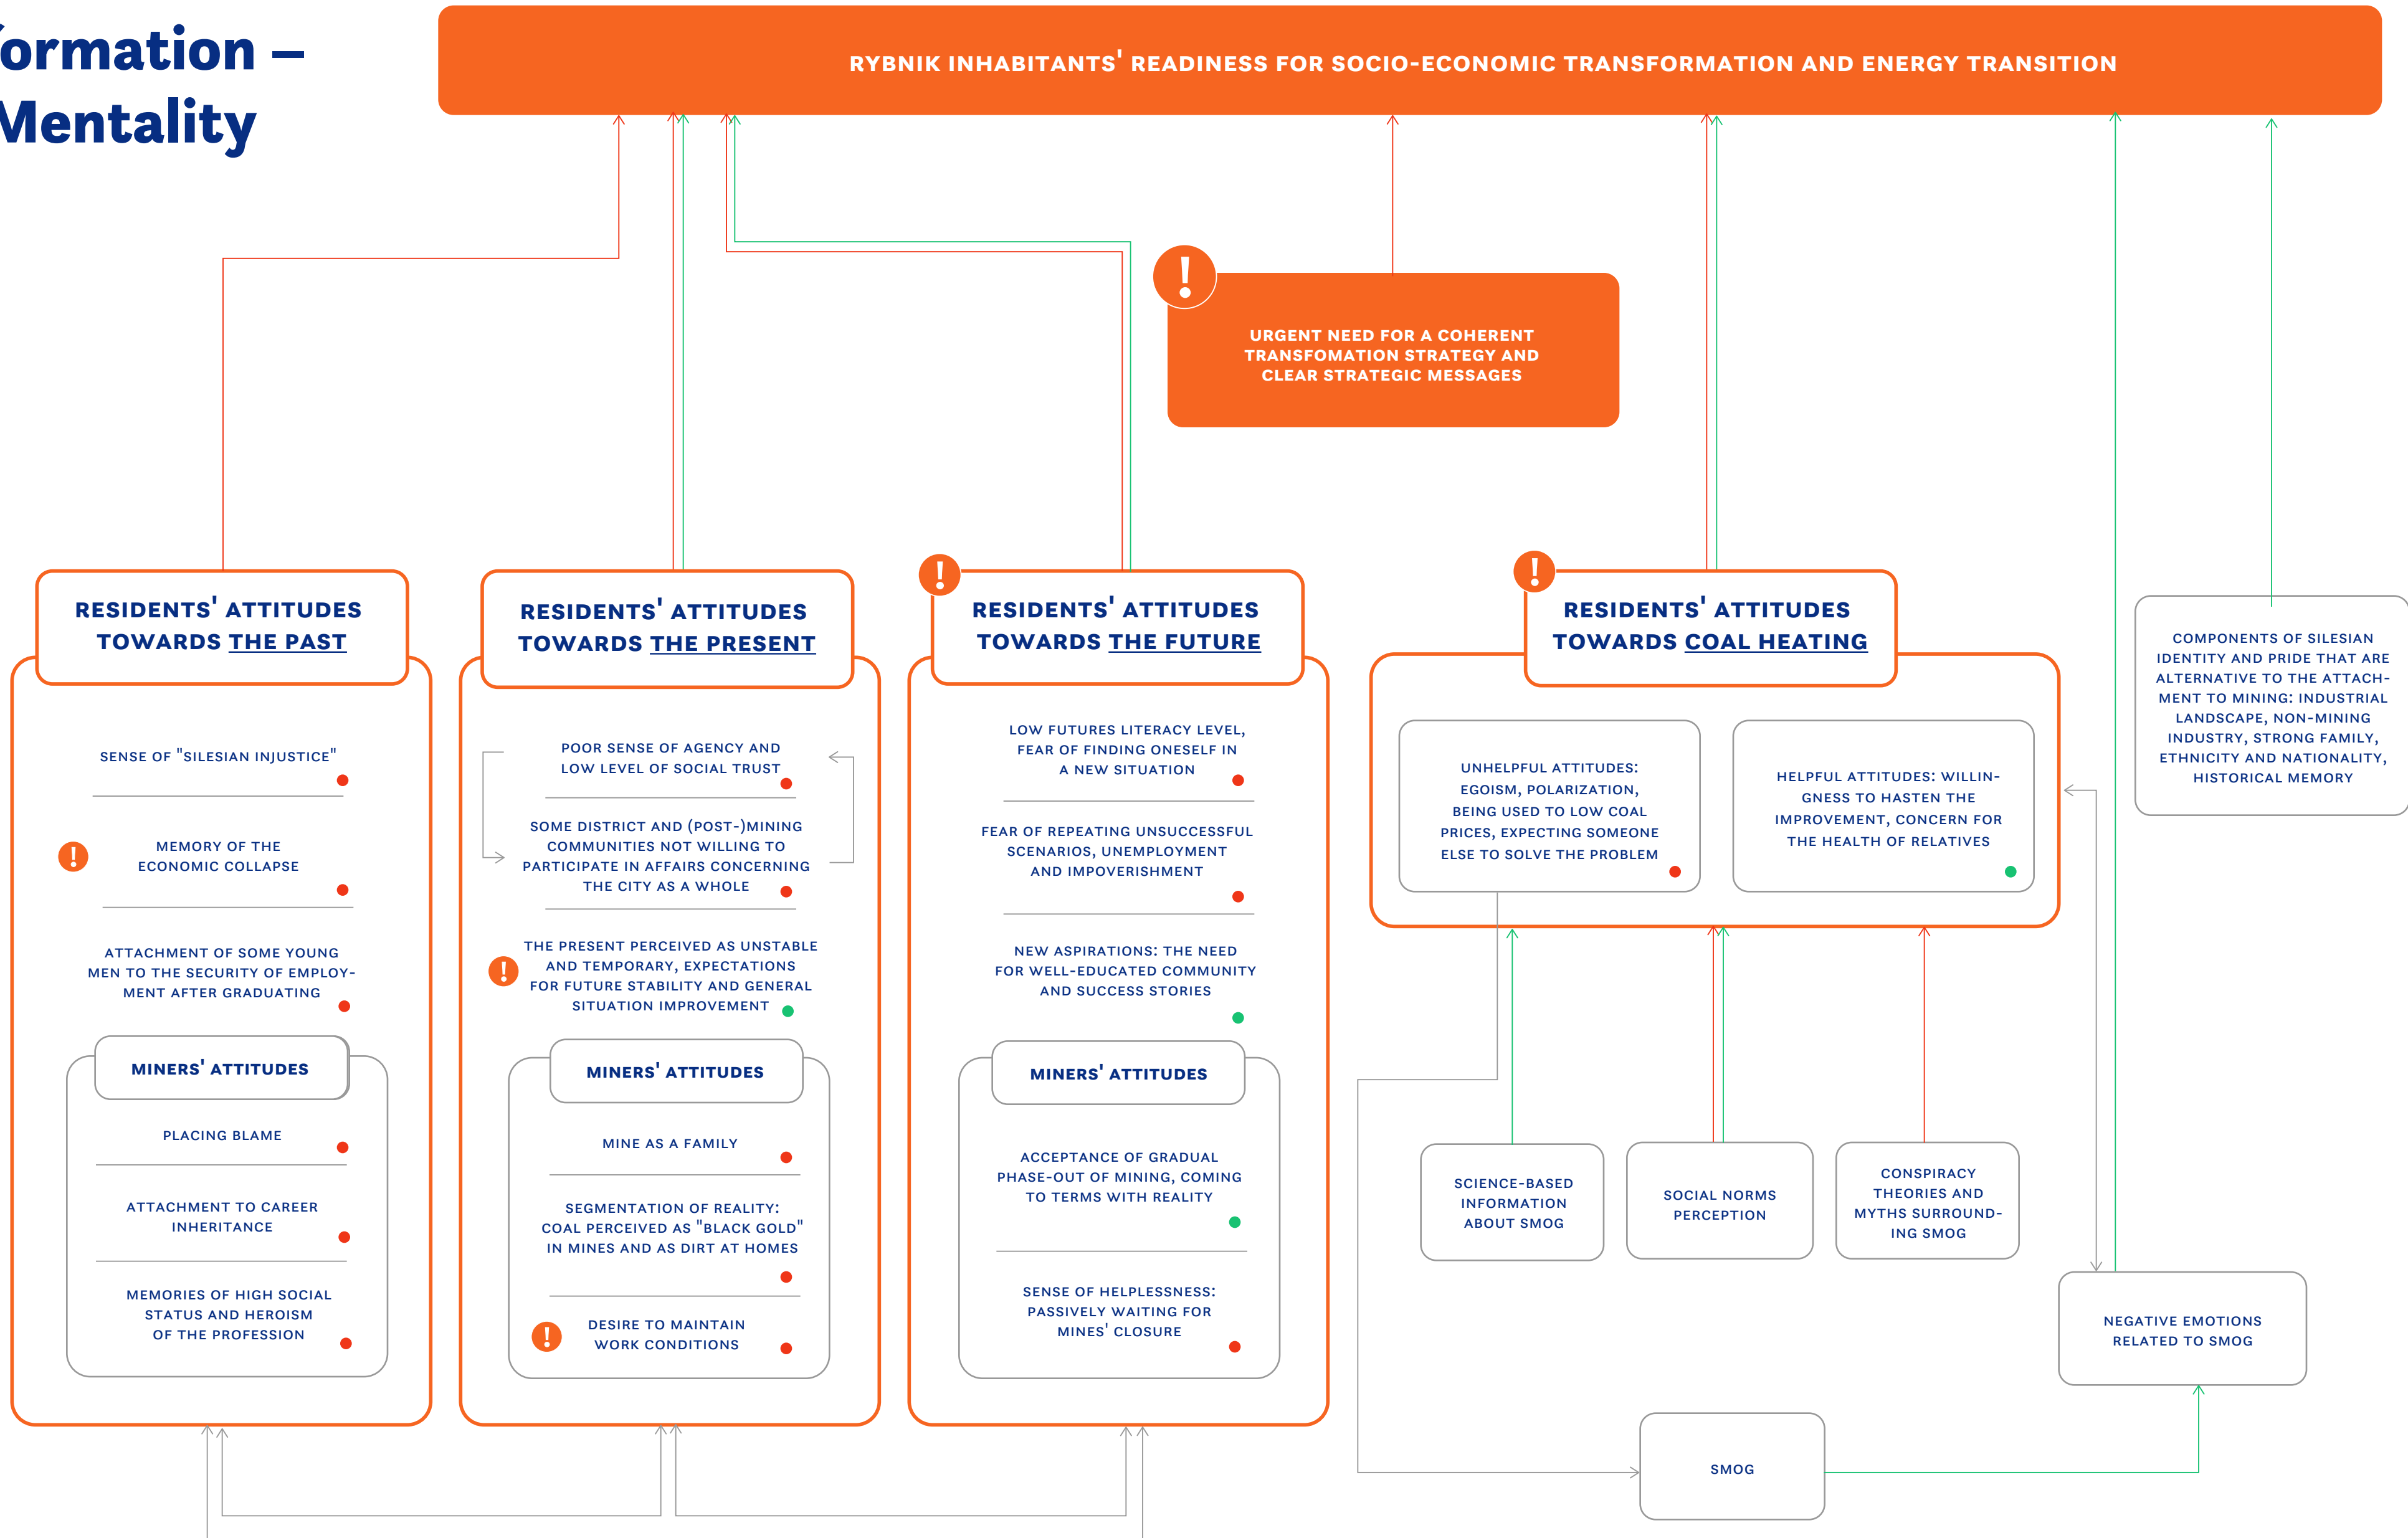 formation –
Mentality
RYBNIK INHABITANTS' READINESS FOR SOCIO-ECONOMIC TRANSFORMATION AND ENERGY TRANSITION
!
URGENT NEED FOR A COHERENT
TRANSFOMATION STRATEGY AND
CLEAR STRATEGIC MESSAGES
RESIDENTS' ATTITUDES
TOWARDS THE PAST
SENSE OF "SILESIAN INJUSTICE"
!
MEMORY OF THE
ECONOMIC COLLAPSE
ATTACHMENT OF SOME YOUNG
MEN TO THE SECURITY OF EMPLOY-
MENT AFTER GRADUATING
MINERS' ATTITUDES
PLACING BLAME
ATTACHMENT TO CAREER
INHERITANCE
MEMORIES OF HIGH SOCIAL
STATUS AND HEROISM
OF THE PROFESSION
RESIDENTS' ATTITUDES
TOWARDS THE PRESENT
POOR SENSE OF AGENCY AND
LOW LEVEL OF SOCIAL TRUST
SOME DISTRICT AND (POST-)MINING
COMMUNITIES NOT WILLING TO
PARTICIPATE IN AFFAIRS CONCERNING
THE CITY AS A WHOLE
!
THE PRESENT PERCEIVED AS UNSTABLE
AND TEMPORARY, EXPECTATIONS
FOR FUTURE STABILITY AND GENERAL
SITUATION IMPROVEMENT
MINERS' ATTITUDES
MINE AS A FAMILY
SEGMENTATION OF REALITY:
COAL PERCEIVED AS "BLACK GOLD"
IN MINES AND AS DIRT AT HOMES
!
DESIRE TO MAINTAIN
WORK CONDITIONS
!
RESIDENTS' ATTITUDES
TOWARDS THE FUTURE
LOW FUTURES LITERACY LEVEL,
FEAR OF FINDING ONESELF IN
A NEW SITUATION
FEAR OF REPEATING UNSUCCESSFUL
SCENARIOS, UNEMPLOYMENT
AND IMPOVERISHMENT
NEW ASPIRATIONS: THE NEED
FOR WELL-EDUCATED COMMUNITY
AND SUCCESS STORIES
MINERS' ATTITUDES
ACCEPTANCE OF GRADUAL
PHASE-OUT OF MINING, COMING
TO TERMS WITH REALITY
SENSE OF HELPLESSNESS:
PASSIVELY WAITING FOR
MINES' CLOSURE
!
RESIDENTS' ATTITUDES
TOWARDS COAL HEATING
UNHELPFUL ATTITUDES:
EGOISM, POLARIZATION,
BEING USED TO LOW COAL
PRICES, EXPECTING SOMEONE
ELSE TO SOLVE THE PROBLEM
HELPFUL ATTITUDES: WILLIN-
GNESS TO HASTEN THE
IMPROVEMENT, CONCERN FOR
THE HEALTH OF RELATIVES
COMPONENTS OF SILESIAN
IDENTITY AND PRIDE THAT ARE
ALTERNATIVE TO THE ATTACH-
MENT TO MINING: INDUSTRIAL
LANDSCAPE, NON-MINING
INDUSTRY, STRONG FAMILY,
ETHNICITY AND NATIONALITY,
HISTORICAL MEMORY
SCIENCE-BASED
INFORMATION
ABOUT SMOG
SOCIAL NORMS
PERCEPTION
CONSPIRACY
THEORIES AND
MYTHS SURROUND-
ING SMOG
NEGATIVE EMOTIONS
RELATED TO SMOG
SMOG